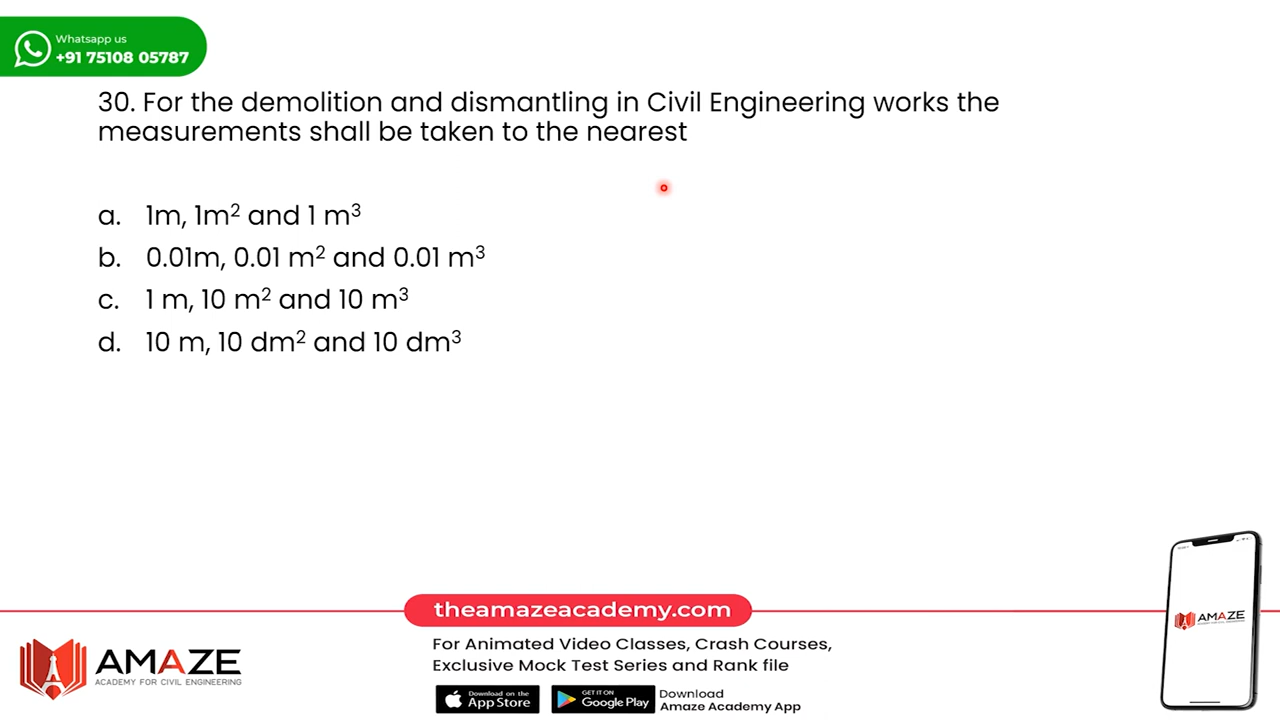 Whatsapp us
+91 75108 05787
30. For the demolition and dismantling in Civil Engineering works the
measurements shall be taken to the nearest
a. 1m, 1m² and 1 m³
b. 0.01m, 0.01 m² and 0.01 m³
c. 1 m, 10 m² and 10 m³
d. 10 m, 10 dm² and 10 dm³
theamazeacademy.com
AMAZE
ACADEMY FOR CIVIL ENGINEERING
For Animated Video Classes, Crash Courses,
Exclusive Mock Test Series and Rank file
Download on the
App Store
GET IT ON
Google Play
Download
Amaze Academy App
AMAZE